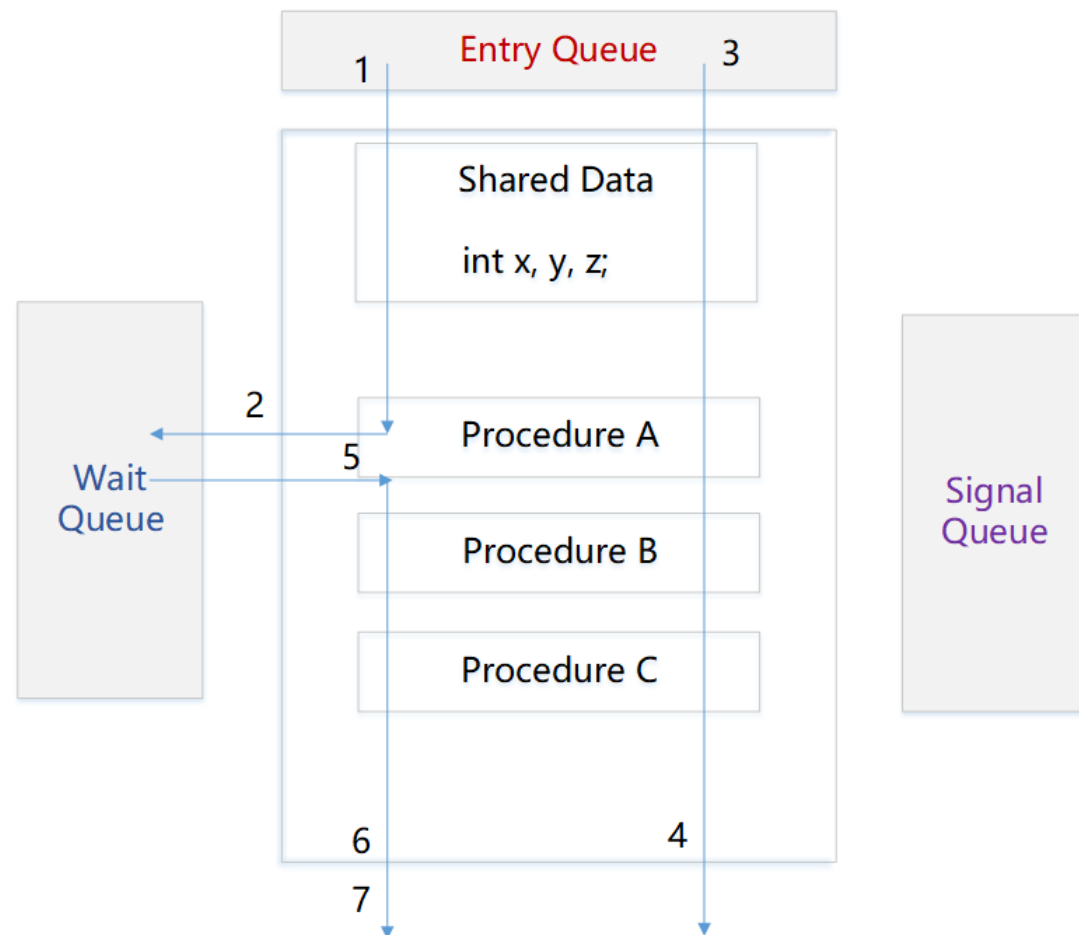 Entry Queue
1
3
Shared Data
int x, y, z;
2
Procedure A
5
Wait
Queue
Signal
Queue
Procedure B
Procedure C
6
4
7